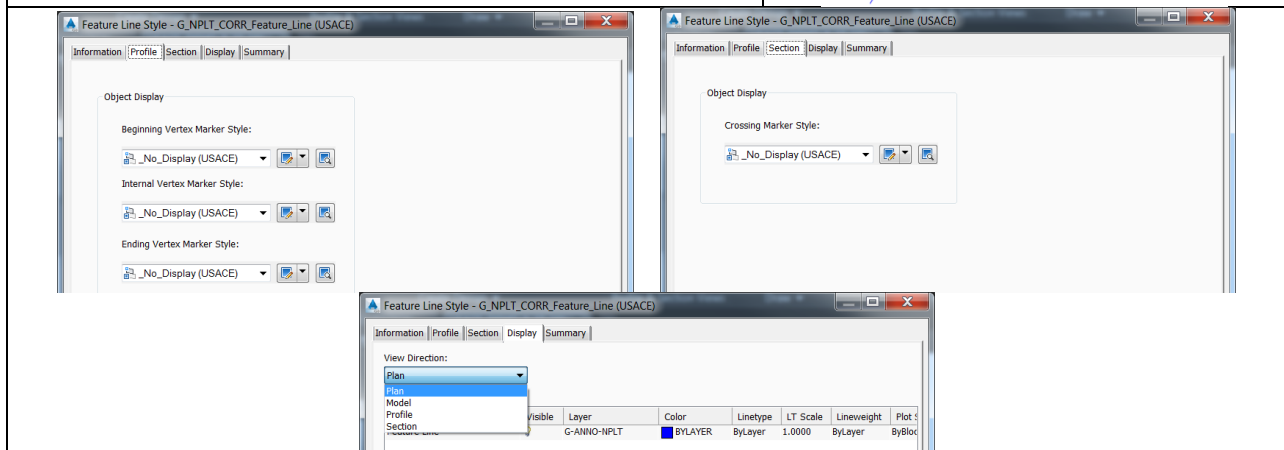 Feature Line Style - G_NPLT_CORR_Feature_Line (USACE)
Information Profile Section Display Summary
Object Display
Beginning Vertex Marker Style:
_No_Display (USACE)
Internal Vertex Marker Style:
_No_Display (USACE)
Ending Vertex Marker Style:
_No_Display (USACE)
Feature Line Style - G_NPLT_CORR_Feature_Line (USACE)
Information Profile Section Display Summary
Object Display
Crossing Marker Style:
_No_Display (USACE)
Feature Line Style - G_NPLT_CORR_Feature_Line (USACE)
Information Profile Section Display Summary
View Direction:
Plan
Plan
Model
Profile
Section
Visible Layer Color Linetype LT Scale Lineweight Plot
Feature Line G-ANNO-NPLT BYLAYER ByLayer 1.0000 ByLayer ByBloc